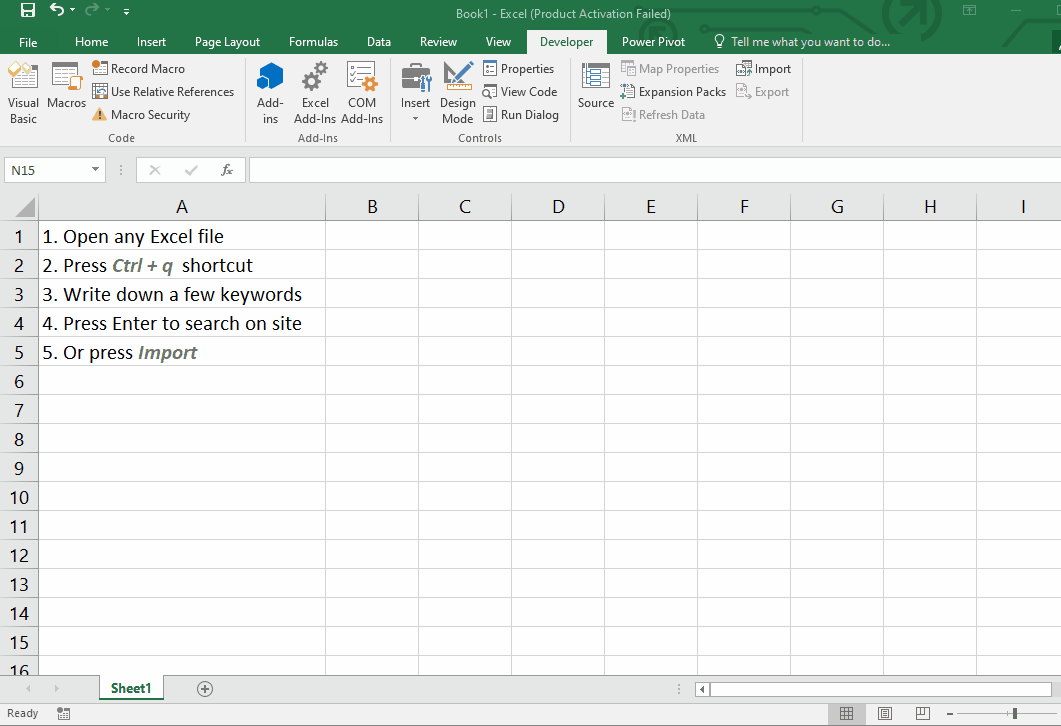 Book1 - Excel (Product Activation Failed)
File Home Insert Page Layout Formulas Data Review View Developer Power Pivot Tell me what you want to do...
Visual Basic
Macros
Record Macro
Use Relative References
Macro Security
Code
Add-ins
Excel Add-Ins
COM Add-Ins
Add-Ins
Insert
Design Mode
Properties
View Code
Run Dialog
Controls
Source
Map Properties
Expansion Packs
Refresh Data
Import
Export
XML
N15 fx
A B C D E F G H I
1 1. Open any Excel file
2 2. Press Ctrl + q shortcut
3 3. Write down a few keywords
4 4. Press Enter to search on site
5 5. Or press Import
6
7
8
9
10
11
12
13
14
15
16
Sheet1
Ready